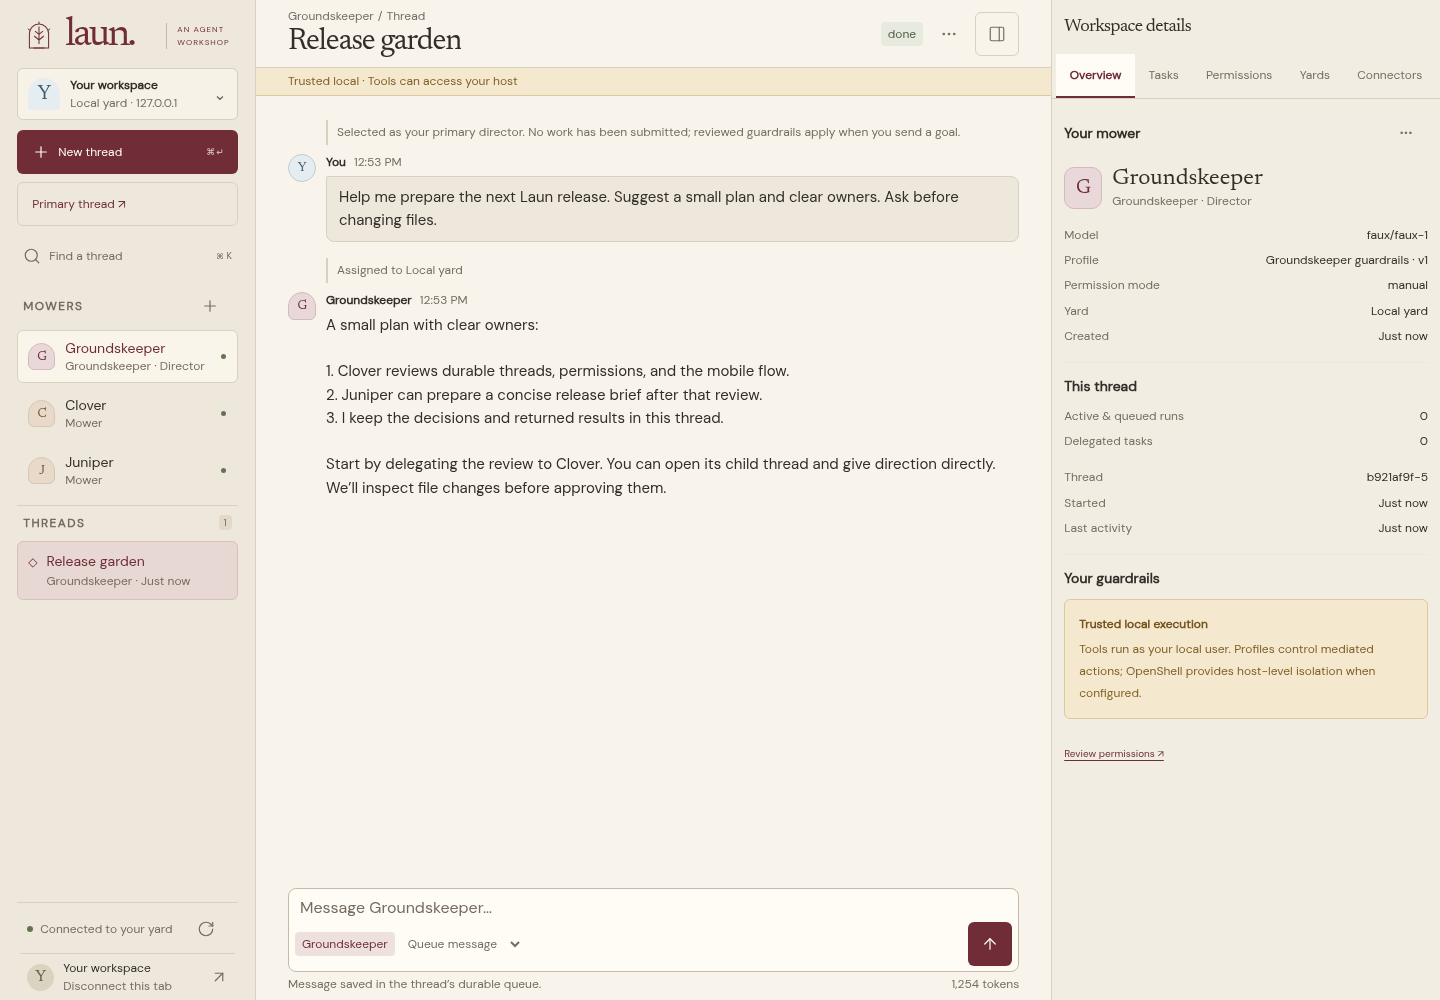 laun.
AN AGENT
WORKSHOP
Y
Your workspace
Local yard · 127.0.0.1
New thread
⌘↵
Primary thread ↗
Find a thread
⌘ K
MOWERS
G
Groundskeeper
Groundskeeper · Director
C
Clover
Mower
J
Juniper
Mower
THREADS
1
◇ Release garden
Groundskeeper · Just now
Connected to your yard
Y
Your workspace
Disconnect this tab
Groundskeeper / Thread
Release garden
done
Trusted local · Tools can access your host
Selected as your primary director. No work has been submitted; reviewed guardrails apply when you send a goal.
Y
You 12:53 PM
Help me prepare the next Laun release. Suggest a small plan and clear owners. Ask before
changing files.
Assigned to Local yard
G
Groundskeeper 12:53 PM
A small plan with clear owners:
1. Clover reviews durable threads, permissions, and the mobile flow.
2. Juniper can prepare a concise release brief after that review.
3. I keep the decisions and returned results in this thread.
Start by delegating the review to Clover. You can open its child thread and give direction directly.
We’ll inspect file changes before approving them.
Message Groundskeeper...
Groundskeeper
Queue message
Message saved in the thread’s durable queue.
1,254 tokens
Workspace details
Overview Tasks Permissions Yards Connectors
Your mower
G
Groundskeeper
Groundskeeper · Director
Model faux/faux-1
Profile Groundskeeper guardrails · v1
Permission mode manual
Yard Local yard
Created Just now
This thread
Active & queued runs 0
Delegated tasks 0
Thread b921af9f-5
Started Just now
Last activity Just now
Your guardrails
Trusted local execution
Tools run as your local user. Profiles control mediated
actions; OpenShell provides host-level isolation when
configured.
Review permissions ↗